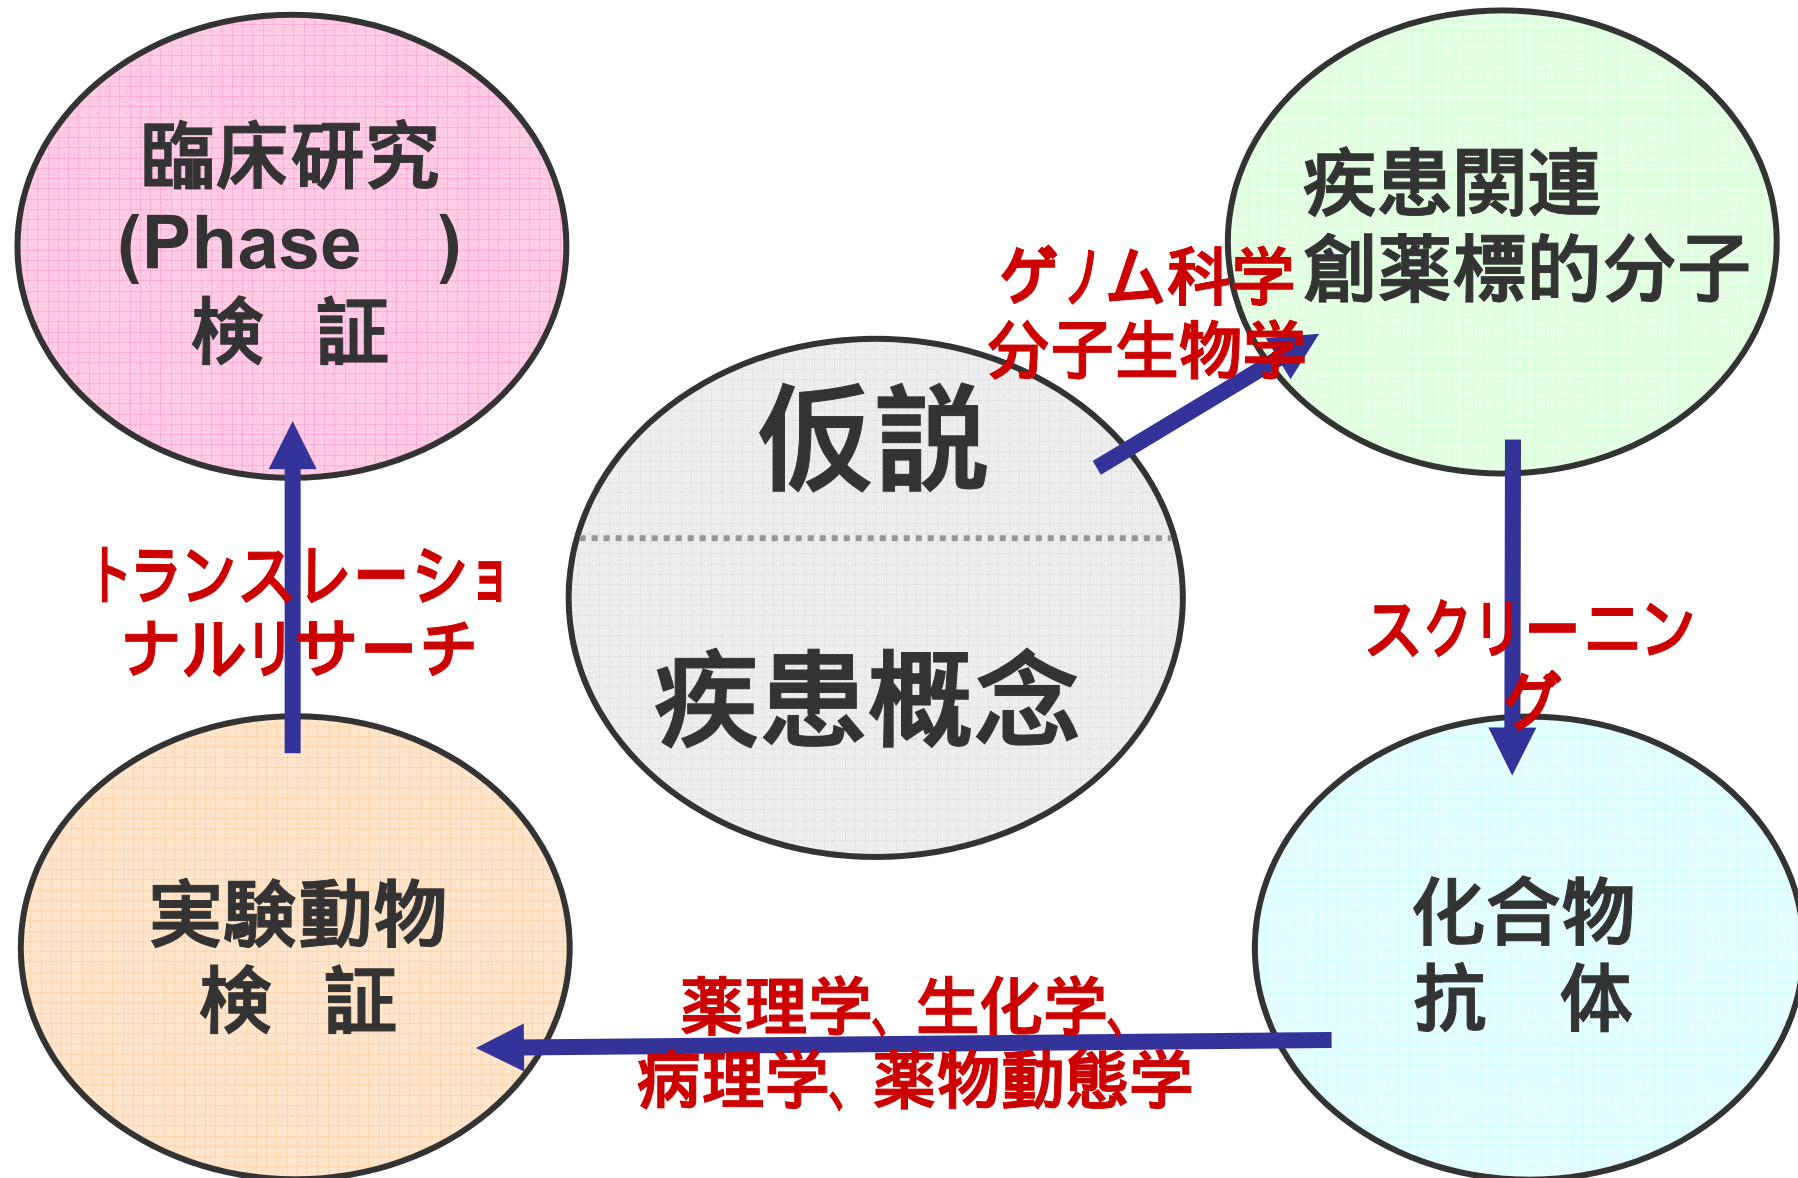 臨床研究
(Phase　)
検　証
疾患関連
創薬標的分子
ゲノム科学
分子生物学
仮説
疾患概念
トランスレーショ
ナルリサーチ
スクリーニン
グ
実験動物
検　証
化合物
抗　体
薬理学、生化学、
病理学、薬物動態学